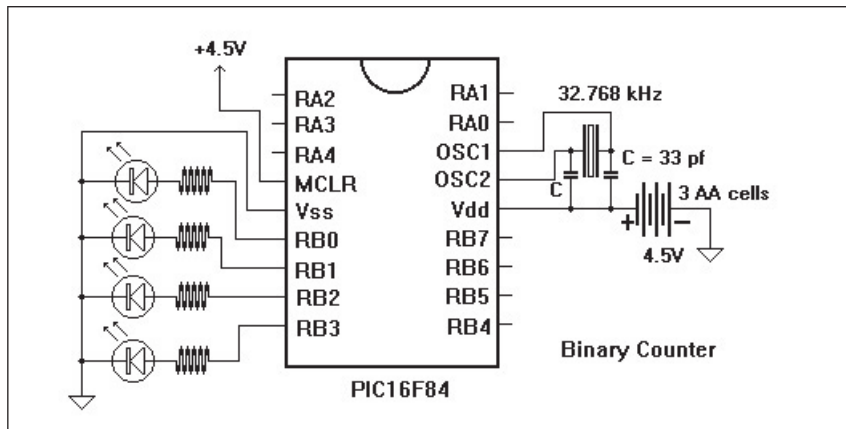 +4.5V
RA2
RA3
RA4
MCLR
Vss
RB0
RB1
RB2
RB3
RA1
RA0
OSC1
OSC2
Vdd
RB7
RB6
RB5
RB4
32.768 kHz
C = 33 pf
C
3 AA cells
+ −
4.5V
Binary Counter
PIC16F84